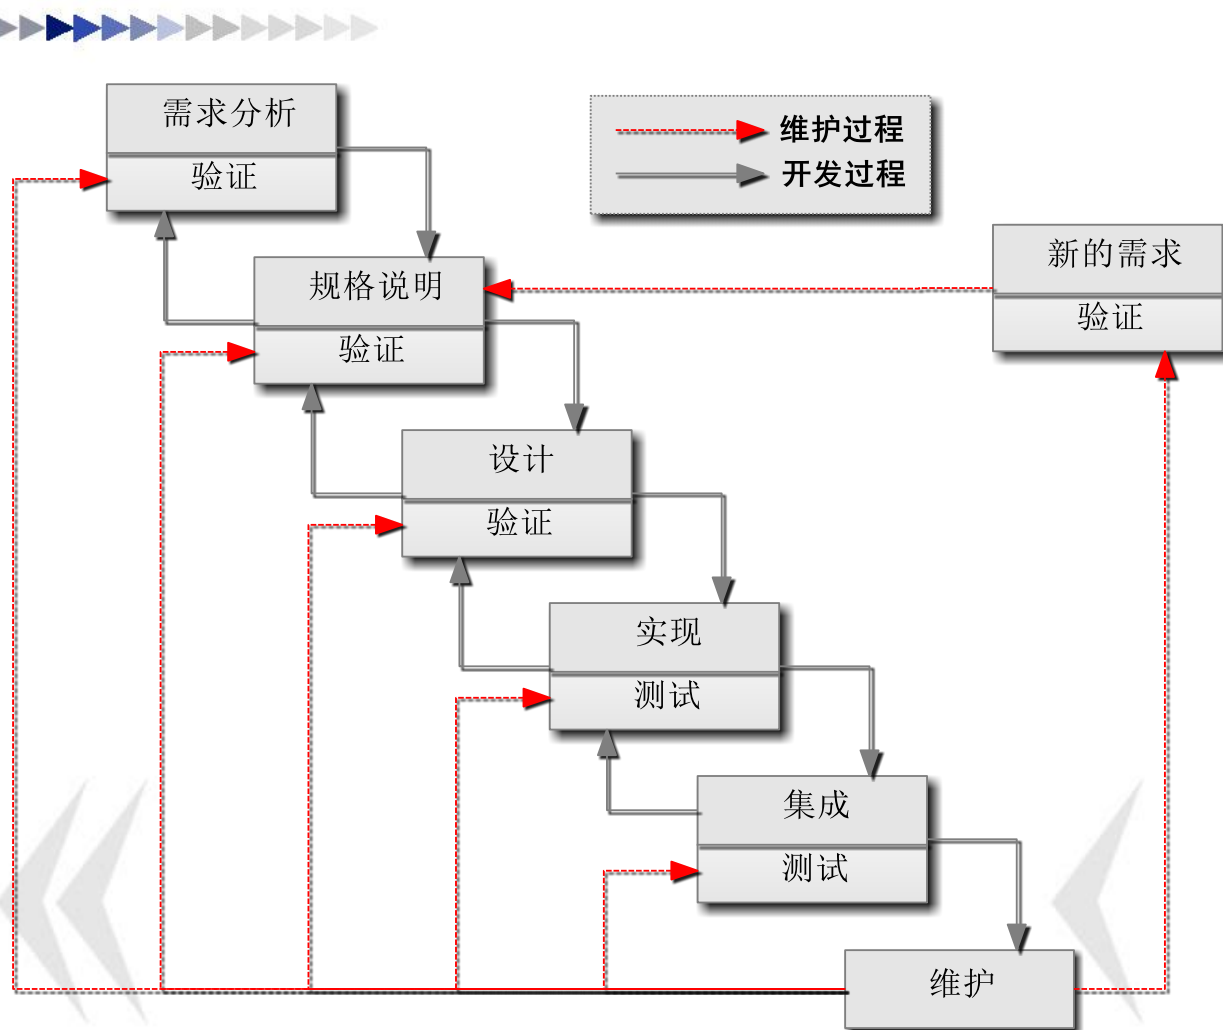 需求分析
验证
维护过程
开发过程
新的需求
验证
规格说明
验证
设计
验证
实现
测试
集成
测试
维护